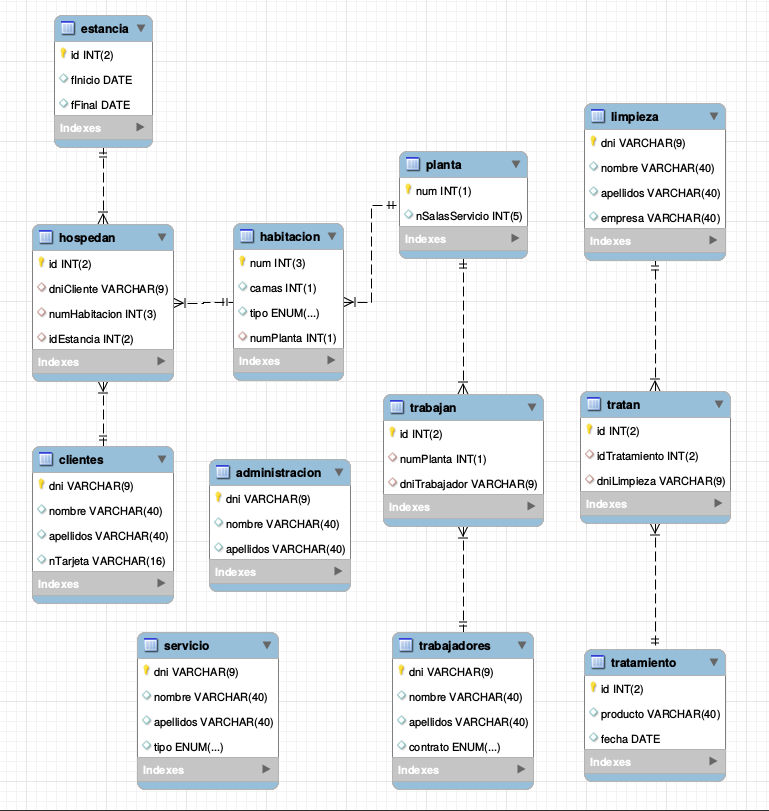 estancia
id INT(2)
fInicio DATE
fFinal DATE
Indexes
limpieza
dni VARCHAR(9)
nombre VARCHAR(40)
apellidos VARCHAR(40)
empresa VARCHAR(40)
Indexes
planta
num INT(1)
nSalasServicio INT(5)
Indexes
hospedan
id INT(2)
dniCliente VARCHAR(9)
numHabitacion INT(3)
idEstancia INT(2)
Indexes
habitacion
num INT(3)
camas INT(1)
tipo ENUM(...)
numPlanta INT(1)
Indexes
trabajan
id INT(2)
numPlanta INT(1)
dniTrabajador VARCHAR(9)
Indexes
tratan
id INT(2)
idTratamiento INT(2)
dniLimpieza VARCHAR(9)
Indexes
clientes
dni VARCHAR(9)
nombre VARCHAR(40)
apellidos VARCHAR(40)
nTarjeta VARCHAR(16)
Indexes
administracion
dni VARCHAR(9)
nombre VARCHAR(40)
apellidos VARCHAR(40)
Indexes
servicio
dni VARCHAR(9)
nombre VARCHAR(40)
apellidos VARCHAR(40)
tipo ENUM(...)
Indexes
trabajadores
dni VARCHAR(9)
nombre VARCHAR(40)
apellidos VARCHAR(40)
contrato ENUM(...)
Indexes
tratamiento
id INT(2)
producto VARCHAR(40)
fecha DATE
Indexes